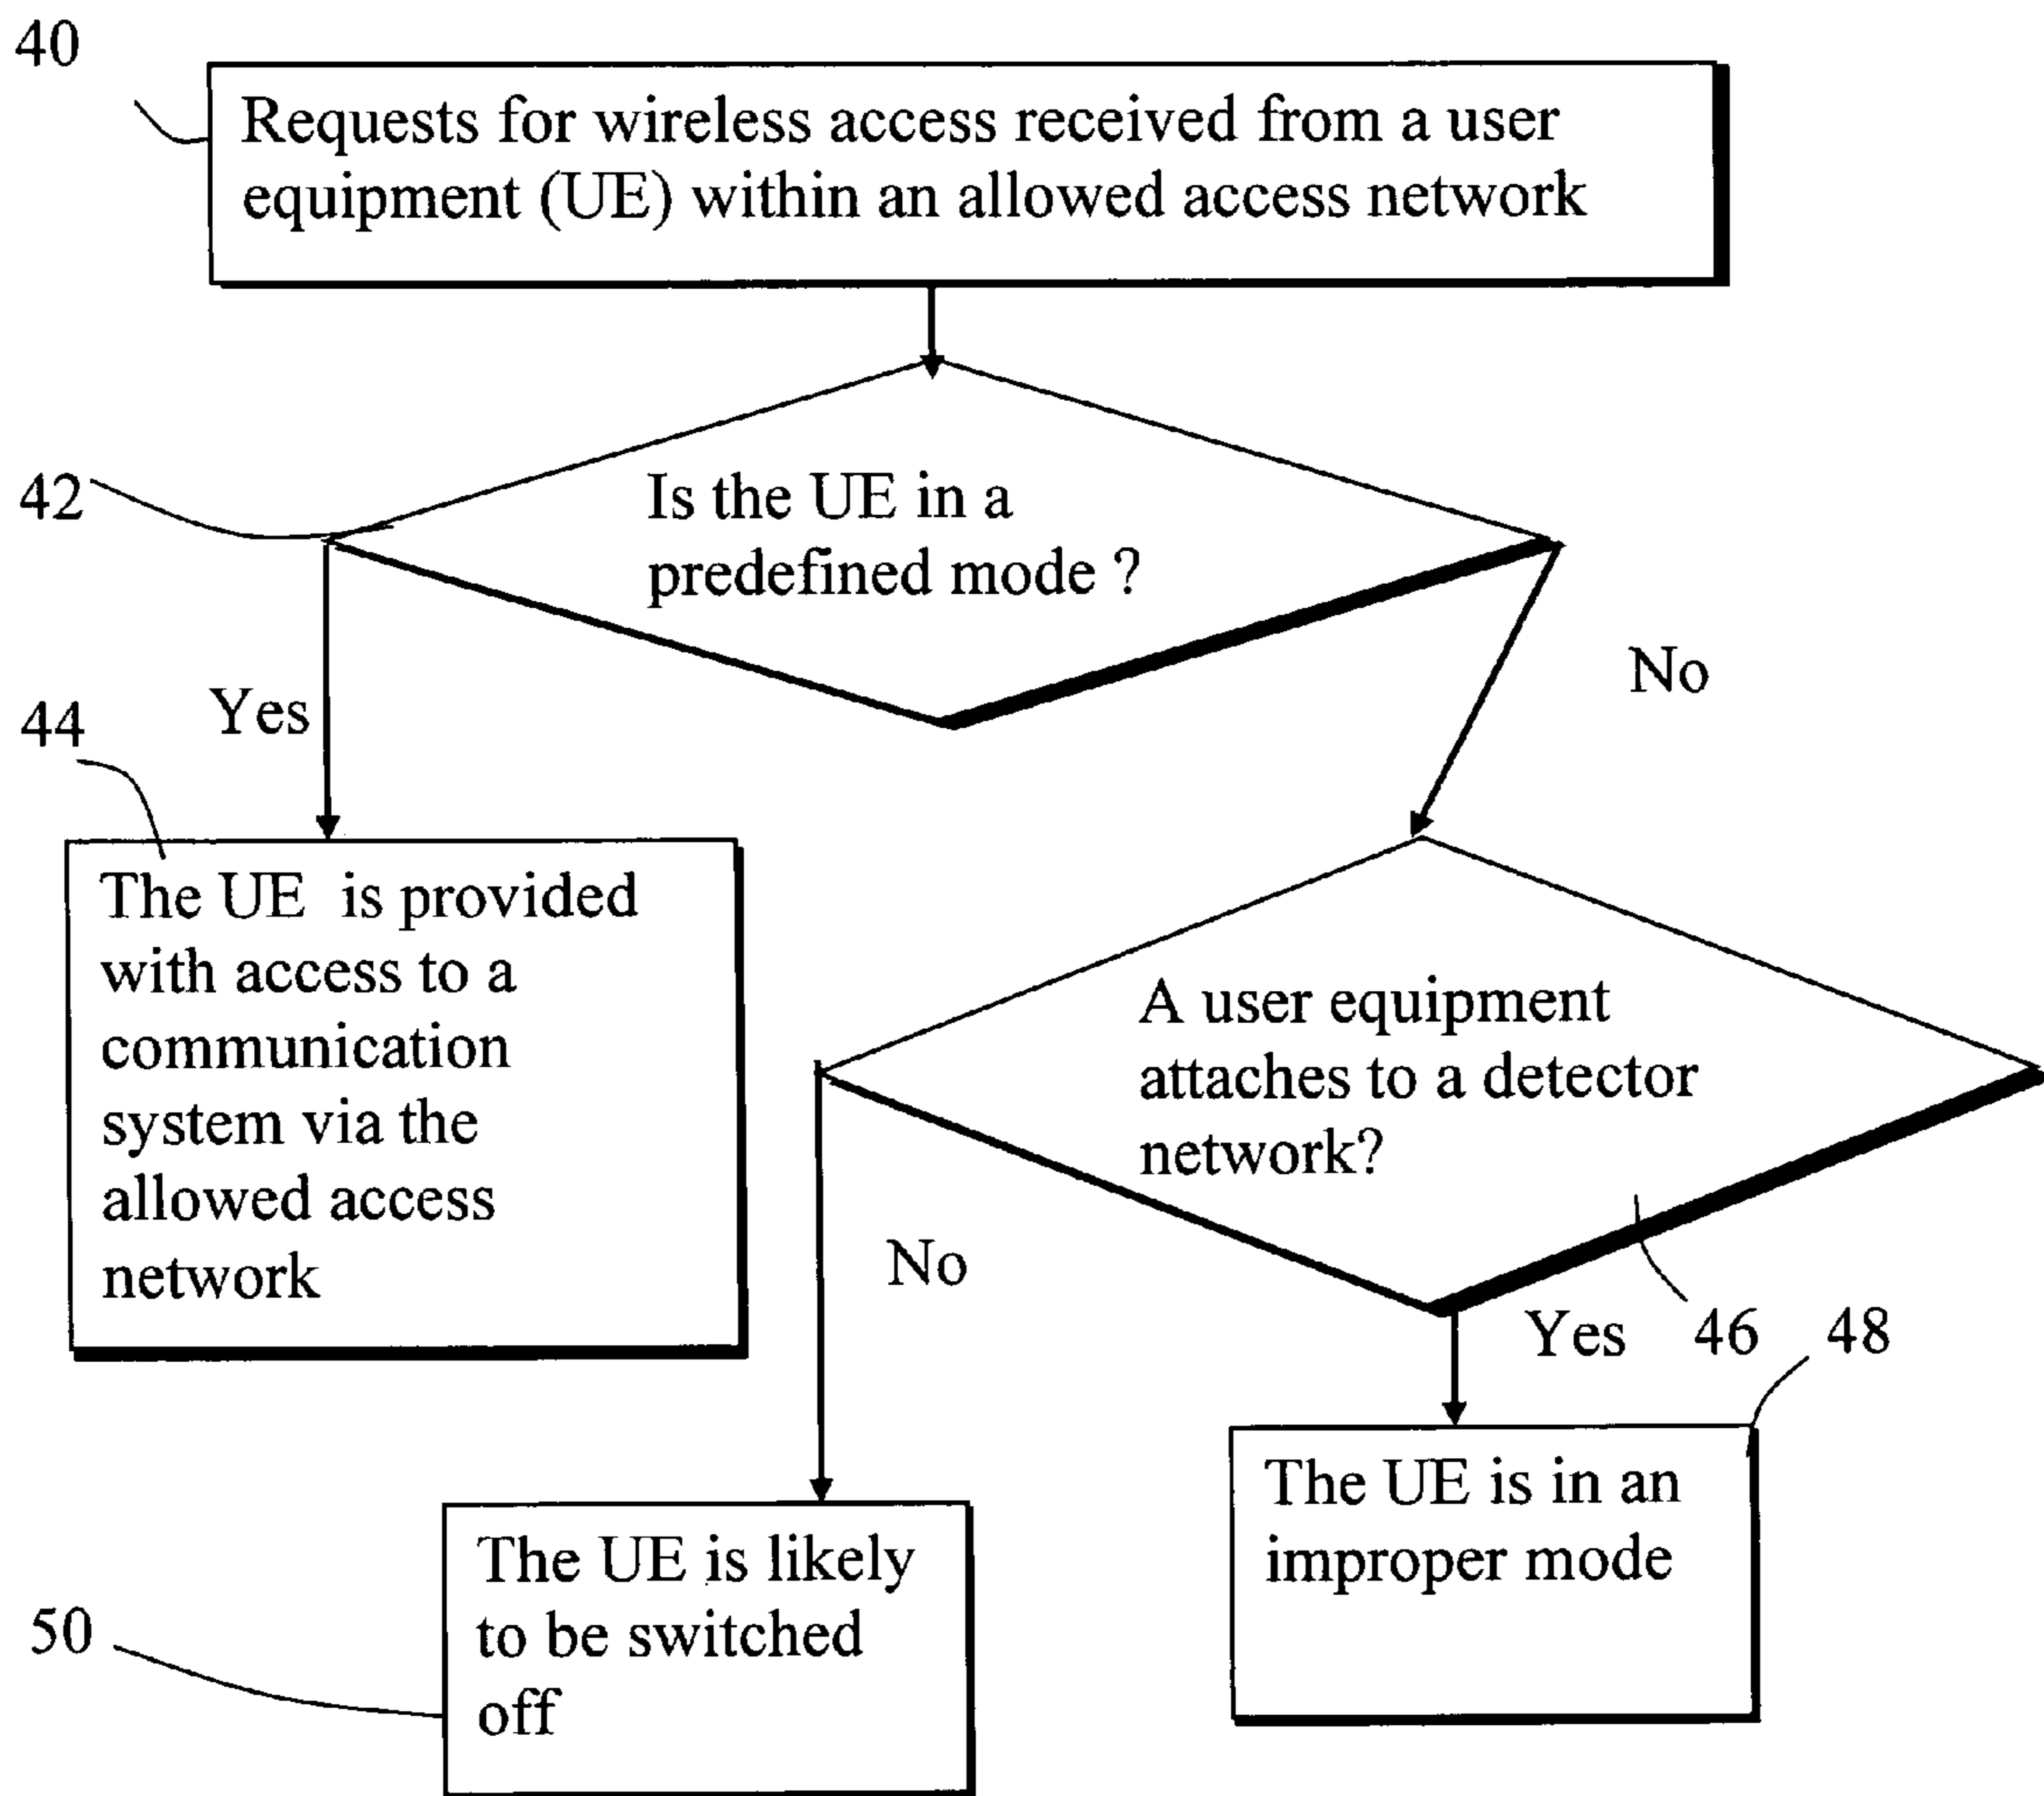 40
Requests for wireless access received from a user
equipment (UE) within an allowed access network
42
Is the UE in a
predefined mode ?
Yes
No
44
The UE is provided
with access to a
communication
system via the
allowed access
network
A user equipment
attaches to a detector
network?
No
Yes
46
48
The UE is in an
improper mode
50
The UE is likely
to be switched
off